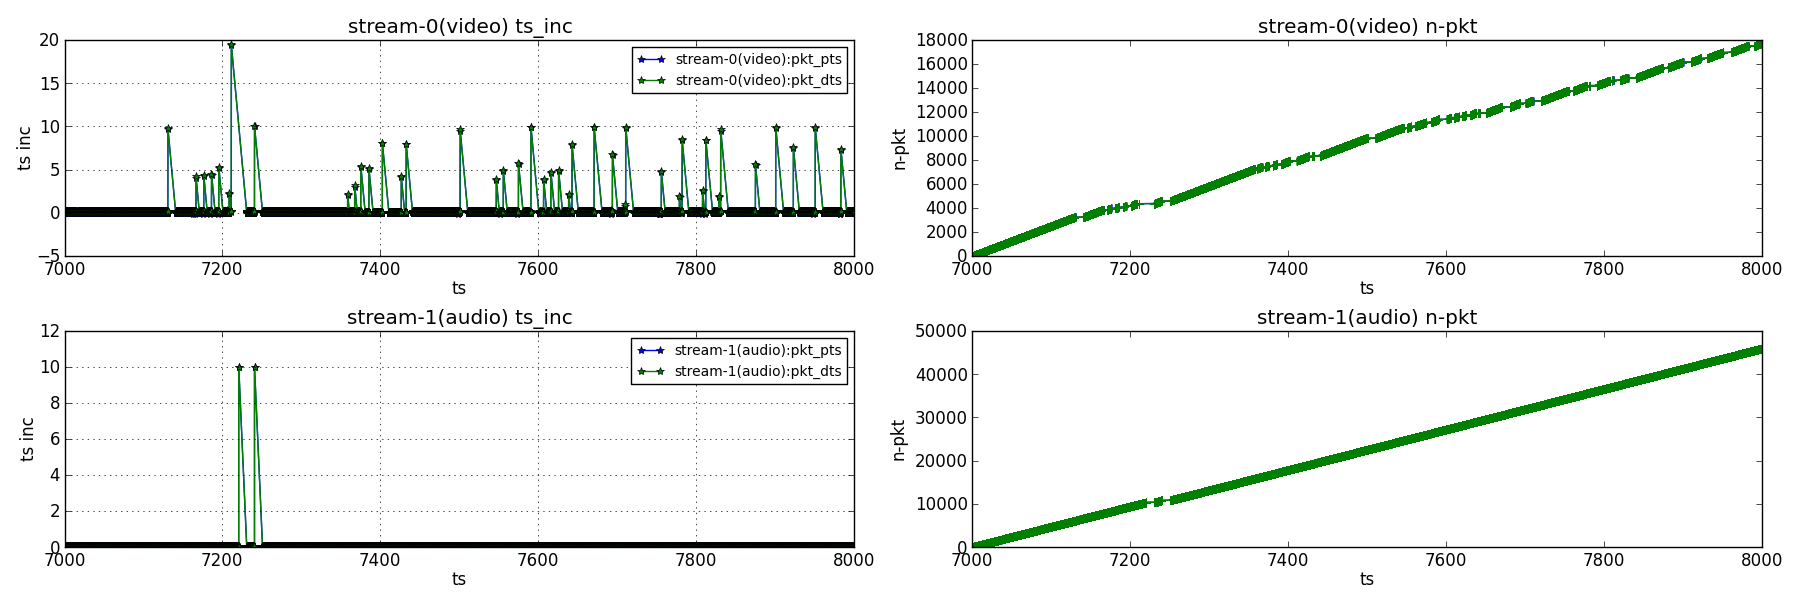 stream-0(video) ts_inc
20
15
10
5
0
−5
ts inc
stream-0(video):pkt_pts
stream-0(video):pkt_dts
7000 7200 7400 7600 7800 8000
ts
stream-0(video) n-pkt
18000
16000
14000
12000
10000
8000
6000
4000
2000
0
n-pkt
7000 7200 7400 7600 7800 8000
ts
stream-1(audio) ts_inc
12
10
8
6
4
2
0
ts inc
stream-1(audio):pkt_pts
stream-1(audio):pkt_dts
7000 7200 7400 7600 7800 8000
ts
stream-1(audio) n-pkt
50000
40000
30000
20000
10000
0
n-pkt
7000 7200 7400 7600 7800 8000
ts